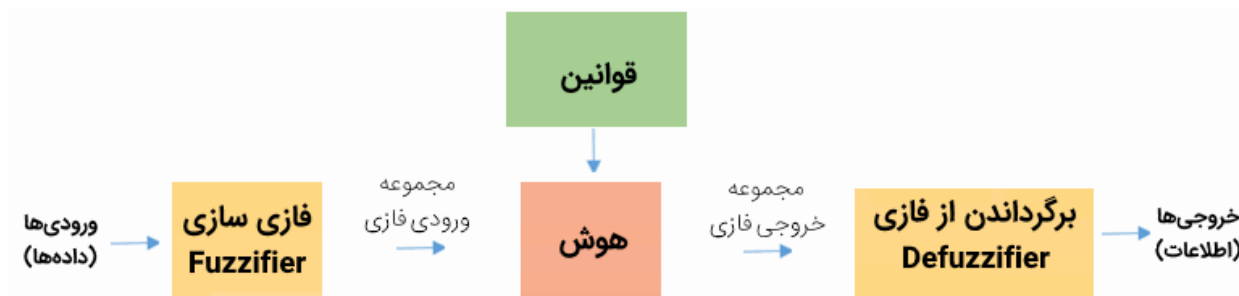 قوانین
ورودی‌ها
(داده‌ها)
فازی سازی
Fuzzifier
مجموعه
ورودی فازی
هوش
مجموعه
خروجی فازی
برگرداندن از فازی
Defuzzifier
خروجی‌ها
(اطلاعات)